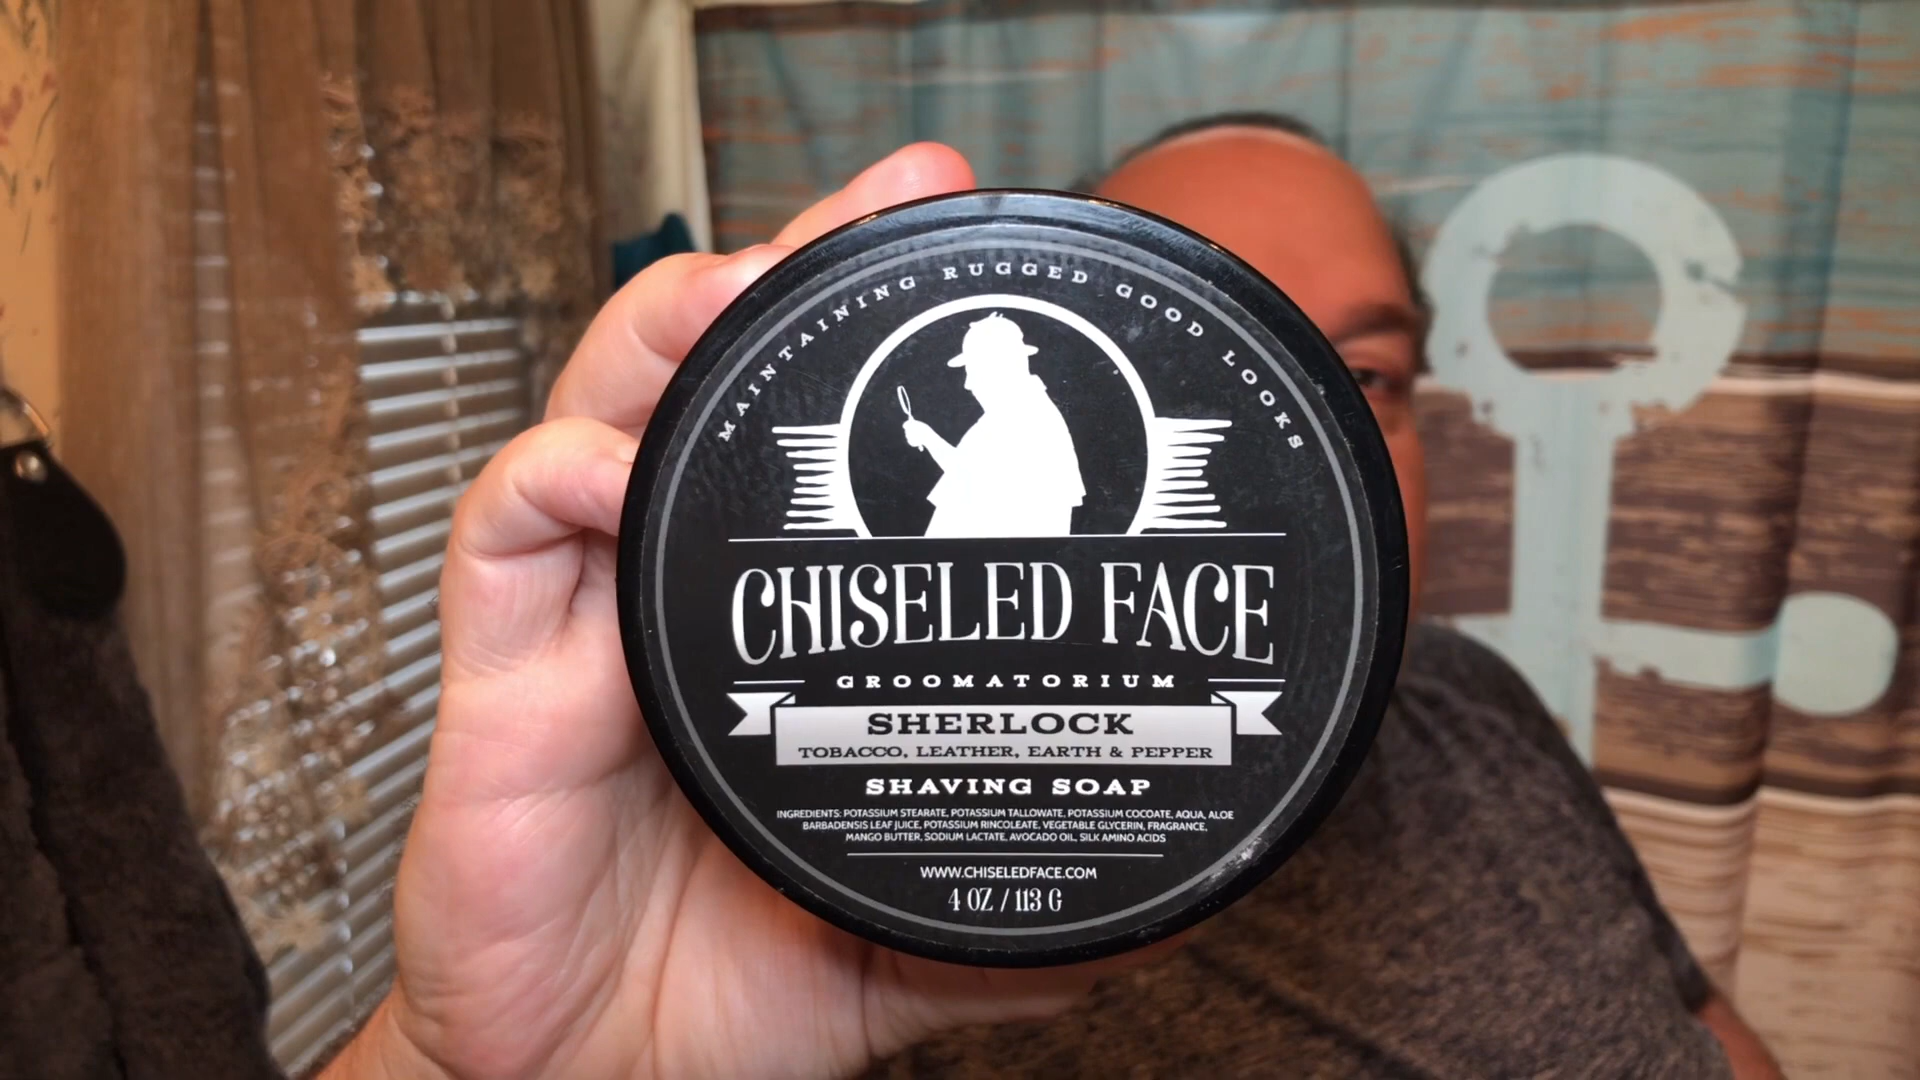 MAINTAINING RUGGED GOOD LOOKS
CHISELED FACE
GROOMATORIUM
SHERLOCK
TOBACCO, LEATHER, EARTH & PEPPER
SHAVING SOAP
INGREDIENTS: POTASSIUM STEARATE, POTASSIUM TALLOWATE, POTASSIUM COCOATE, AQUA, ALOE
BARBADENSIS LEAF JUICE, POTASSIUM RINCOLEATE, VEGETABLE GLYCERIN, FRAGRANCE,
MANGO BUTTER, SODIUM LACTATE, AVOCADO OIL, SILK AMINO ACIDS
WWW.CHISELEDFACE.COM
4 OZ / 113 G